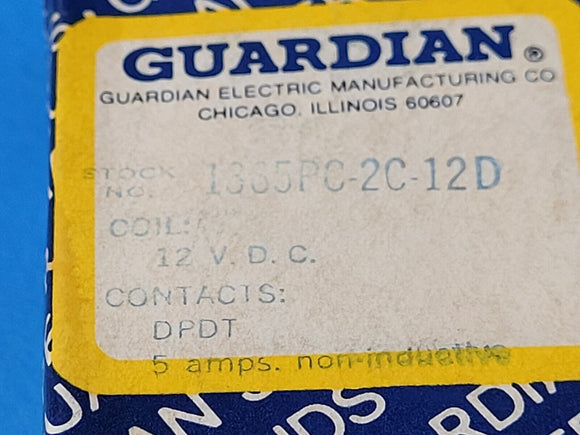 GUARDIAN®
GUARDIAN ELECTRIC MANUFACTURING CO
CHICAGO, ILLINOIS 60607
STOCK NO. 1365PC-2C-12D
COIL:
12 V. D. C.
CONTACTS:
DPDT
5 amps. non-inductive